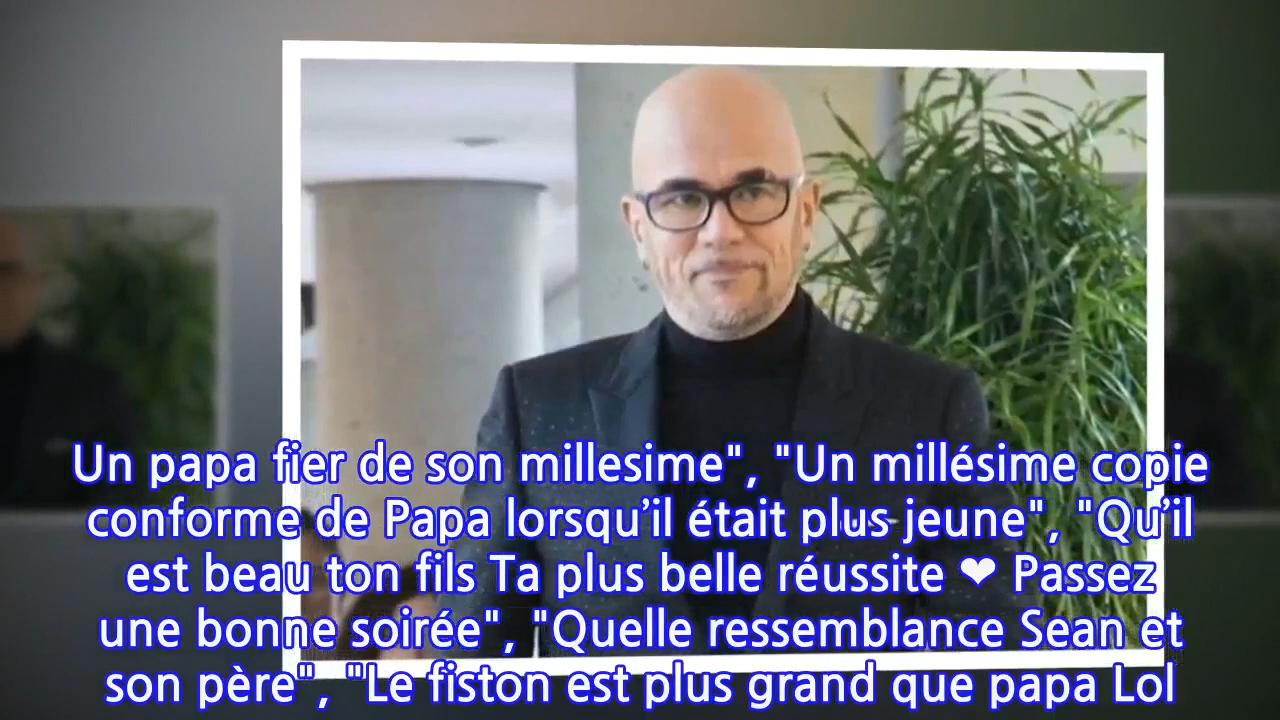 Un papa fier de son millesime", "Un millésime copie
conforme de Papa lorsqu’il était plus jeune", "Qu’il
est beau ton fils Ta plus belle réussite ❤ Passez
une bonne soirée", "Quelle ressemblance Sean et
son père", "Le fiston est plus grand que papa Lol